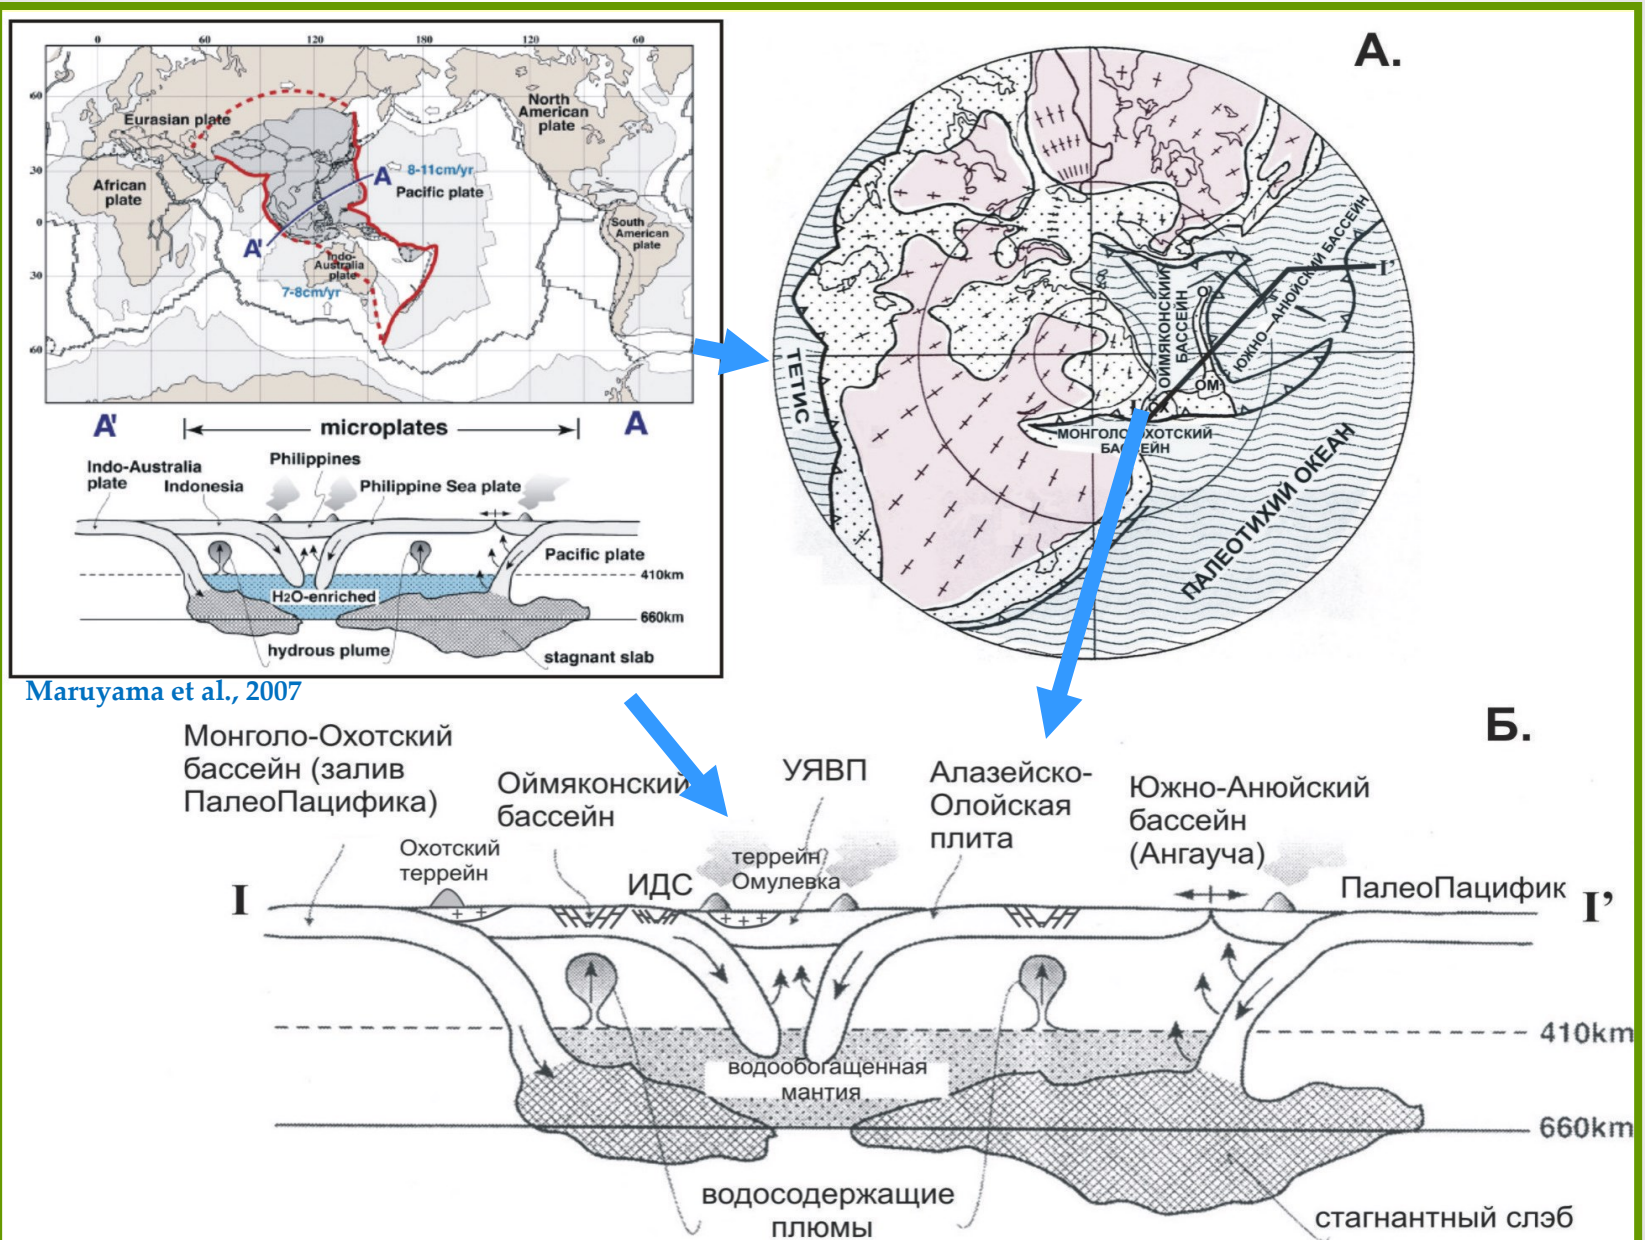 0 60 120 180 120 60
60
30
0
30
60
Eurasian plate
North
American
plate
African
plate
A
8-11cm/yr
Pacific plate
A'
Indo-
Australia
plate
7-8cm/yr
South
American
plate
A' microplates A
Indo-Australia
plate
Indonesia
Philippines
Philippine Sea plate
Pacific plate
410km
H2O-enriched
660km
hydrous plume
stagnant slab
Maruyama et al., 2007
А.
ТЕТИС
ОЙМЯКОНСКИЙ
БАССЕЙН
ЮЖНО-АНЮЙСКИЙ БАССЕЙН
I'
I
ОМ
ОХ
МОНГОЛО-ОХОТСКИЙ
БАССЕЙН
ПАЛЕОТИХИЙ ОКЕАН
Б.
Монголо-Охотский
бассейн (залив
ПалеоПацифика)
Оймяконский
бассейн
УЯВП
Алазейско-
Олойская
плита
Южно-Анюйский
бассейн
(Ангауча)
Охотский
террейн
ИДС
террейн
Омулевка
ПалеоПацифик
I
I’
410km
водообогащенная
мантия
660km
водосодержащие
плюмы
стагнантный слэб